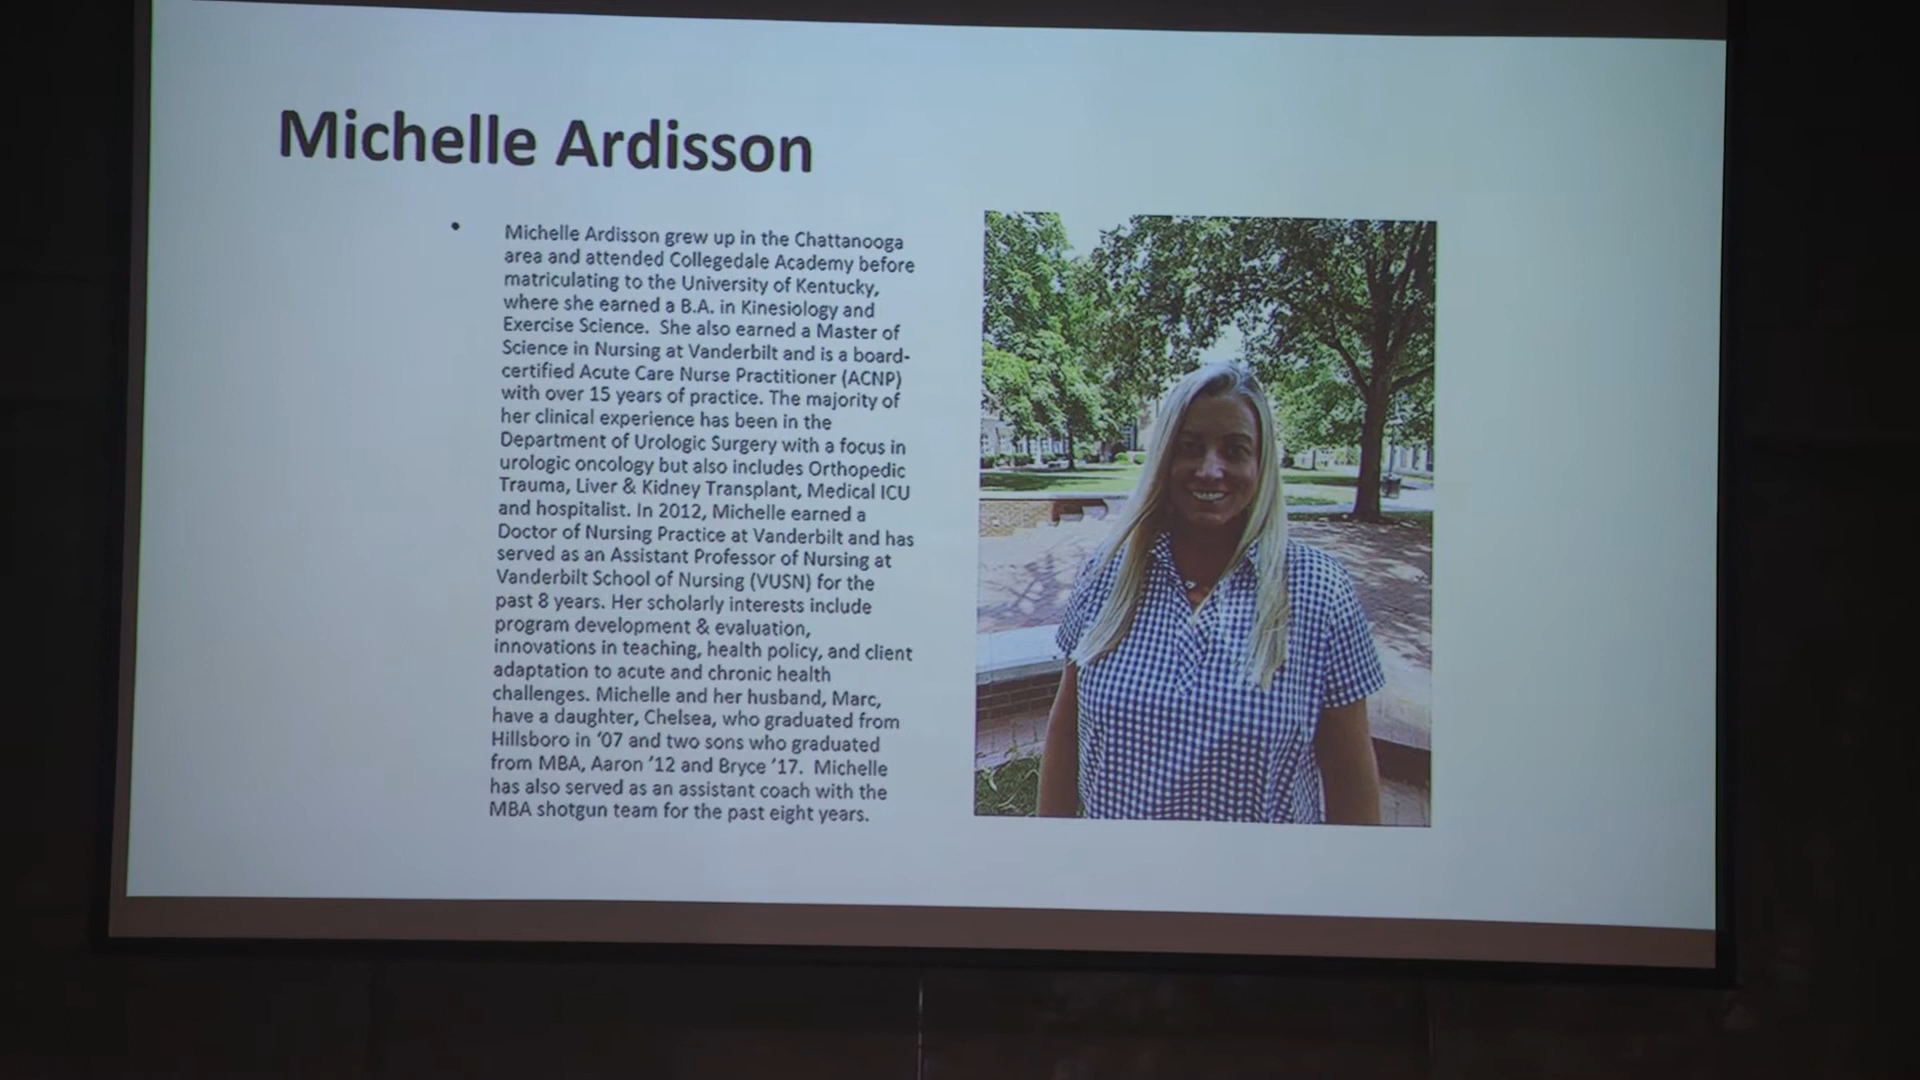 Michelle Ardisson
• Michelle Ardisson grew up in the Chattanooga
area and attended Collegedale Academy before
matriculating to the University of Kentucky,
where she earned a B.A. in Kinesiology and
Exercise Science.  She also earned a Master of
Science in Nursing at Vanderbilt and is a board-
certified Acute Care Nurse Practitioner (ACNP)
with over 15 years of practice. The majority of
her clinical experience has been in the
Department of Urologic Surgery with a focus in
urologic oncology but also includes Orthopedic
Trauma, Liver & Kidney Transplant, Medical ICU
and hospitalist. In 2012, Michelle earned a
Doctor of Nursing Practice at Vanderbilt and has
served as an Assistant Professor of Nursing at
Vanderbilt School of Nursing (VUSN) for the
past 8 years. Her scholarly interests include
program development & evaluation,
innovations in teaching, health policy, and client
adaptation to acute and chronic health
challenges. Michelle and her husband, Marc,
have a daughter, Chelsea, who graduated from
Hillsboro in ‘07 and two sons who graduated
from MBA, Aaron ’12 and Bryce ’17.  Michelle
has also served as an assistant coach with the
MBA shotgun team for the past eight years.